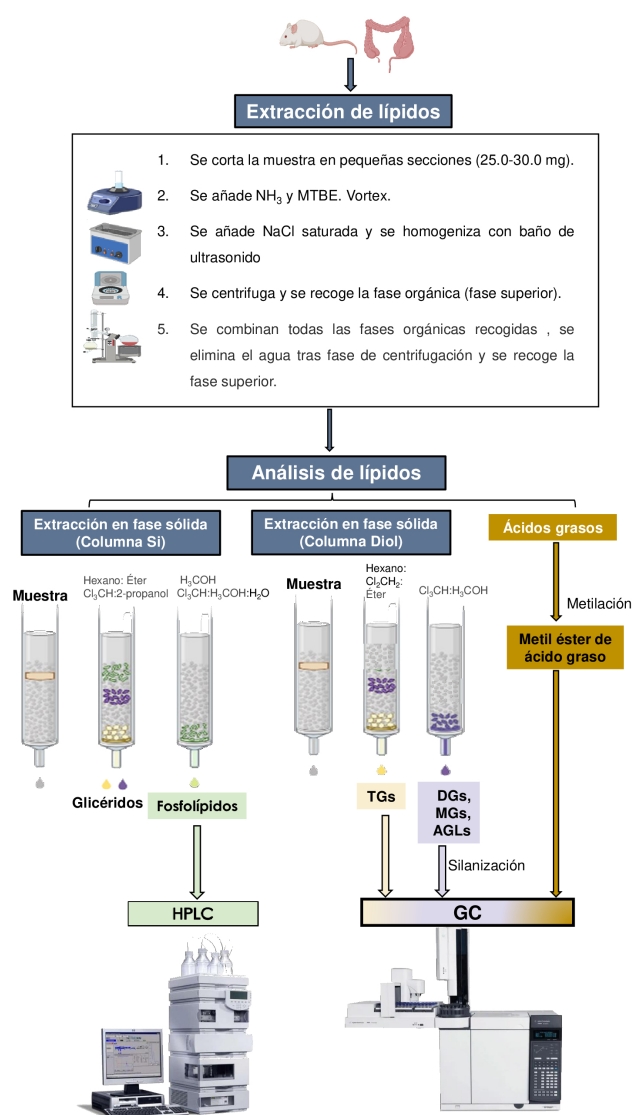 Extracción de lípidos
1. Se corta la muestra en pequeñas secciones (25.0-30.0 mg).
2. Se añade NH₃ y MTBE. Vortex.
3. Se añade NaCl saturada y se homogeniza con baño de
ultrasonido
4. Se centrifuga y se recoge la fase orgánica (fase superior).
5. Se combinan todas las fases orgánicas recogidas , se
elimina el agua tras fase de centrifugación y se recoge la
fase superior.
Análisis de lípidos
Extracción en fase sólida
(Columna Si)
Extracción en fase sólida
(Columna Diol)
Ácidos grasos
Muestra
Hexano: Éter
Cl₃CH:2-propanol
H₃COH
Cl₃CH:H₃COH:H₂O
Muestra
Hexano:
Cl₂CH₂:
Éter
Cl₃CH:H₃COH
Metilación
Metil éster de
ácido graso
Glicéridos
Fosfolípidos
TGs
DGs,
MGs,
AGLs
Silanización
HPLC
GC